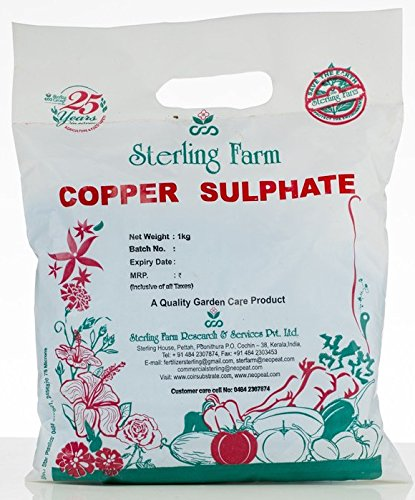 25
Years
SAVE THE EARTH
Sterling Farm
Sterling Farm
COPPER SULPHATE
Net Weight : 1kg
Batch No. :
Expiry Date :
MRP. : ₹
(Inclusive of all Taxes)
A Quality Garden Care Product
Sterling Farm Research & Services Pvt. Ltd.
Sterling House, Pettah, Phonithura P.O, Cochin – 38, Kerala,India,
Tel: + 91 484 2307874, Fax: + 91 484 2303453
E-mail: fertilizersterling@gmail.com, sterfarm@neopeat.com
commercialsterling@neopeat.com
Visit: www.coirsubstrate.com, www.neopeat.com
Customer care cell No: 0484 2307874